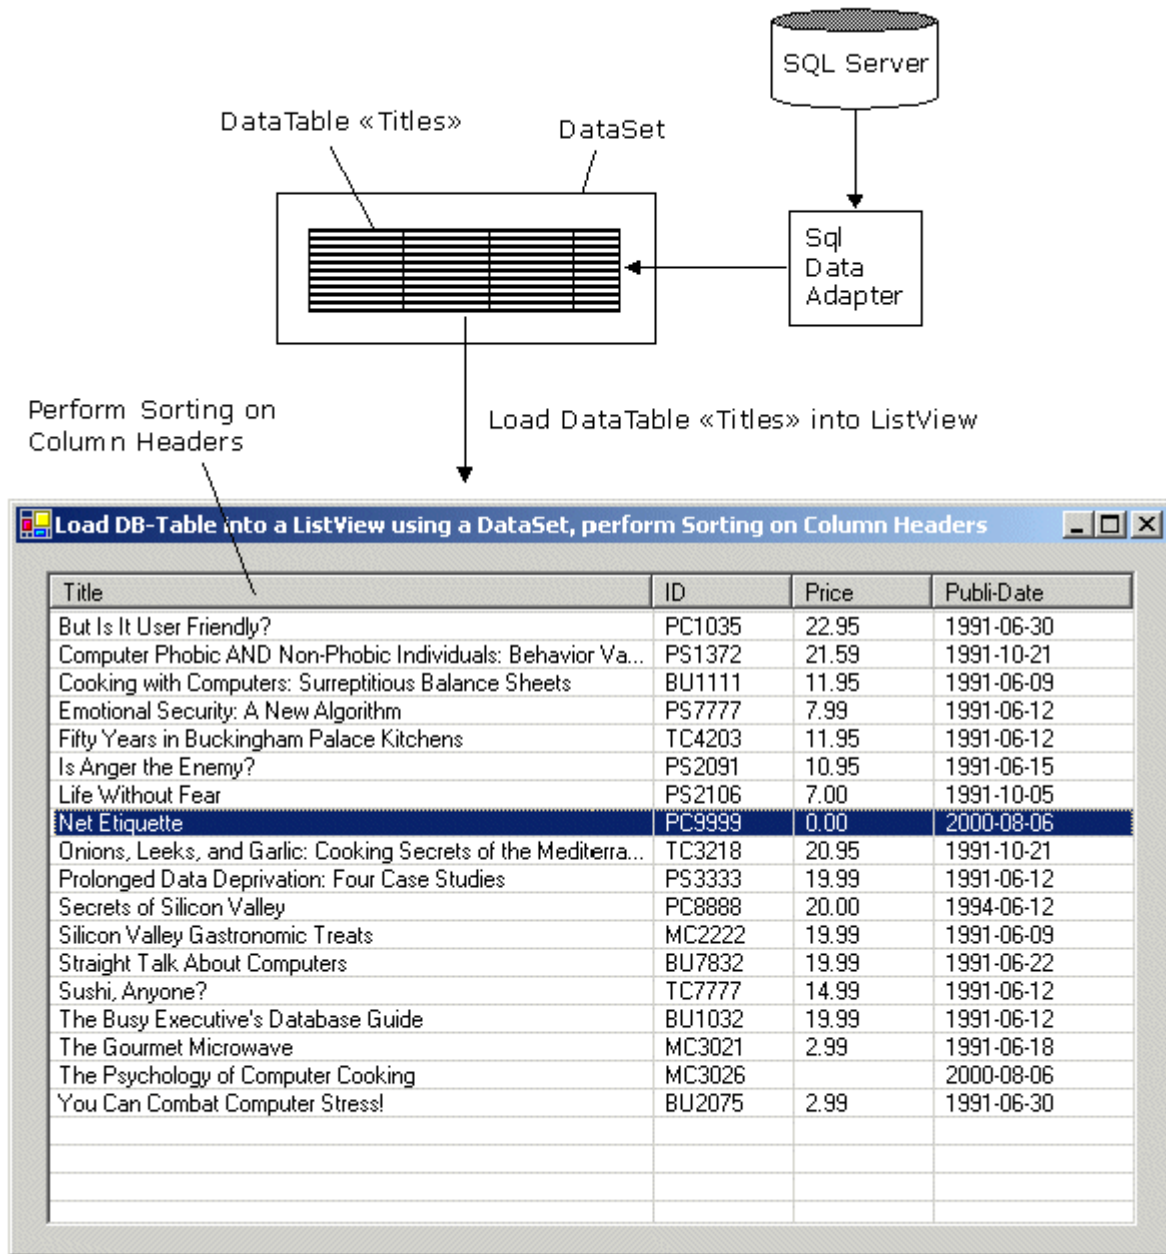 SQL Server
DataTable «Titles»
DataSet
Sql
Data
Adapter
Perform Sorting on
Column Headers
Load DataTable «Titles» into ListView
Load DB-Table into a ListView using a DataSet, perform Sorting on Column Headers
Title ID Price Publi-Date
But Is It User Friendly? PC1035 22.95 1991-06-30
Computer Phobic AND Non-Phobic Individuals: Behavior Va... PS1372 21.59 1991-10-21
Cooking with Computers: Surreptitious Balance Sheets BU1111 11.95 1991-06-09
Emotional Security: A New Algorithm PS7777 7.99 1991-06-12
Fifty Years in Buckingham Palace Kitchens TC4203 11.95 1991-06-12
Is Anger the Enemy? PS2091 10.95 1991-06-15
Life Without Fear PS2106 7.00 1991-10-05
Net Etiquette PC9999 0.00 2000-08-06
Onions, Leeks, and Garlic: Cooking Secrets of the Mediterra... TC3218 20.95 1991-10-21
Prolonged Data Deprivation: Four Case Studies PS3333 19.99 1991-06-12
Secrets of Silicon Valley PC8888 20.00 1994-06-12
Silicon Valley Gastronomic Treats MC2222 19.99 1991-06-09
Straight Talk About Computers BU7832 19.99 1991-06-22
Sushi, Anyone? TC7777 14.99 1991-06-12
The Busy Executive's Database Guide BU1032 19.99 1991-06-12
The Gourmet Microwave MC3021 2.99 1991-06-18
The Psychology of Computer Cooking MC3026 2000-08-06
You Can Combat Computer Stress! BU2075 2.99 1991-06-30